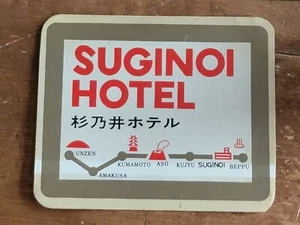 SUGINOI
HOTEL
杉乃井ホテル
UNZEN
AMAKUSA
KUMAMOTO
ASO
KUJYU
SUGINOI
BEPPU